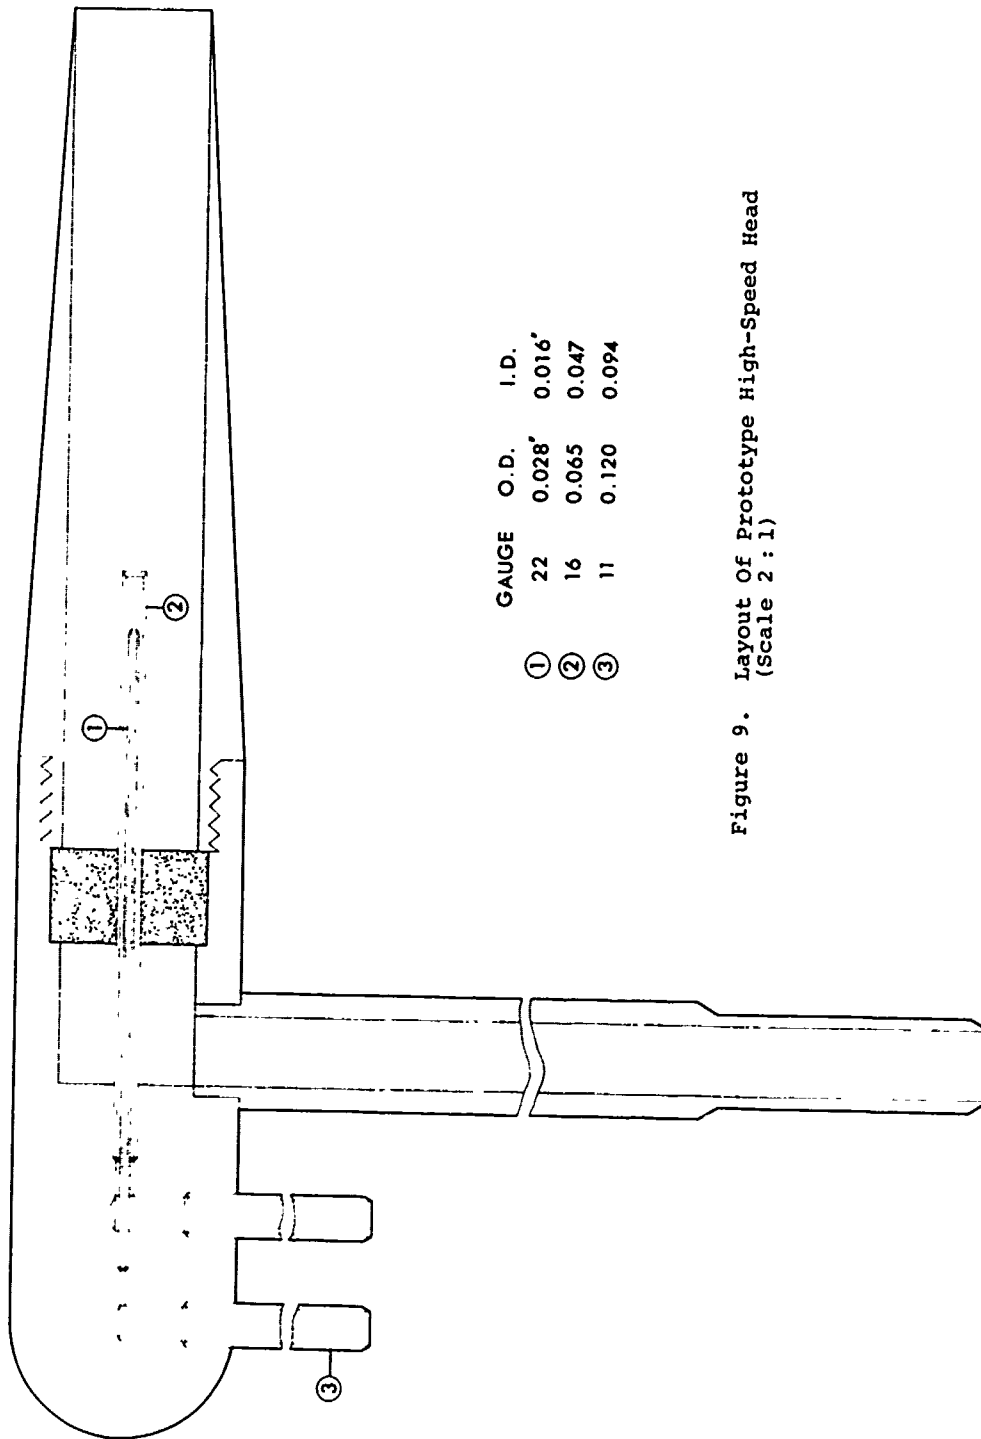 ①
②
③
GAUGE O.D. I.D.
① 22 0.028" 0.016"
② 16 0.065 0.047
③ 11 0.120 0.094
Figure 9. Layout Of Prototype High-Speed Head
(Scale 2 : 1)